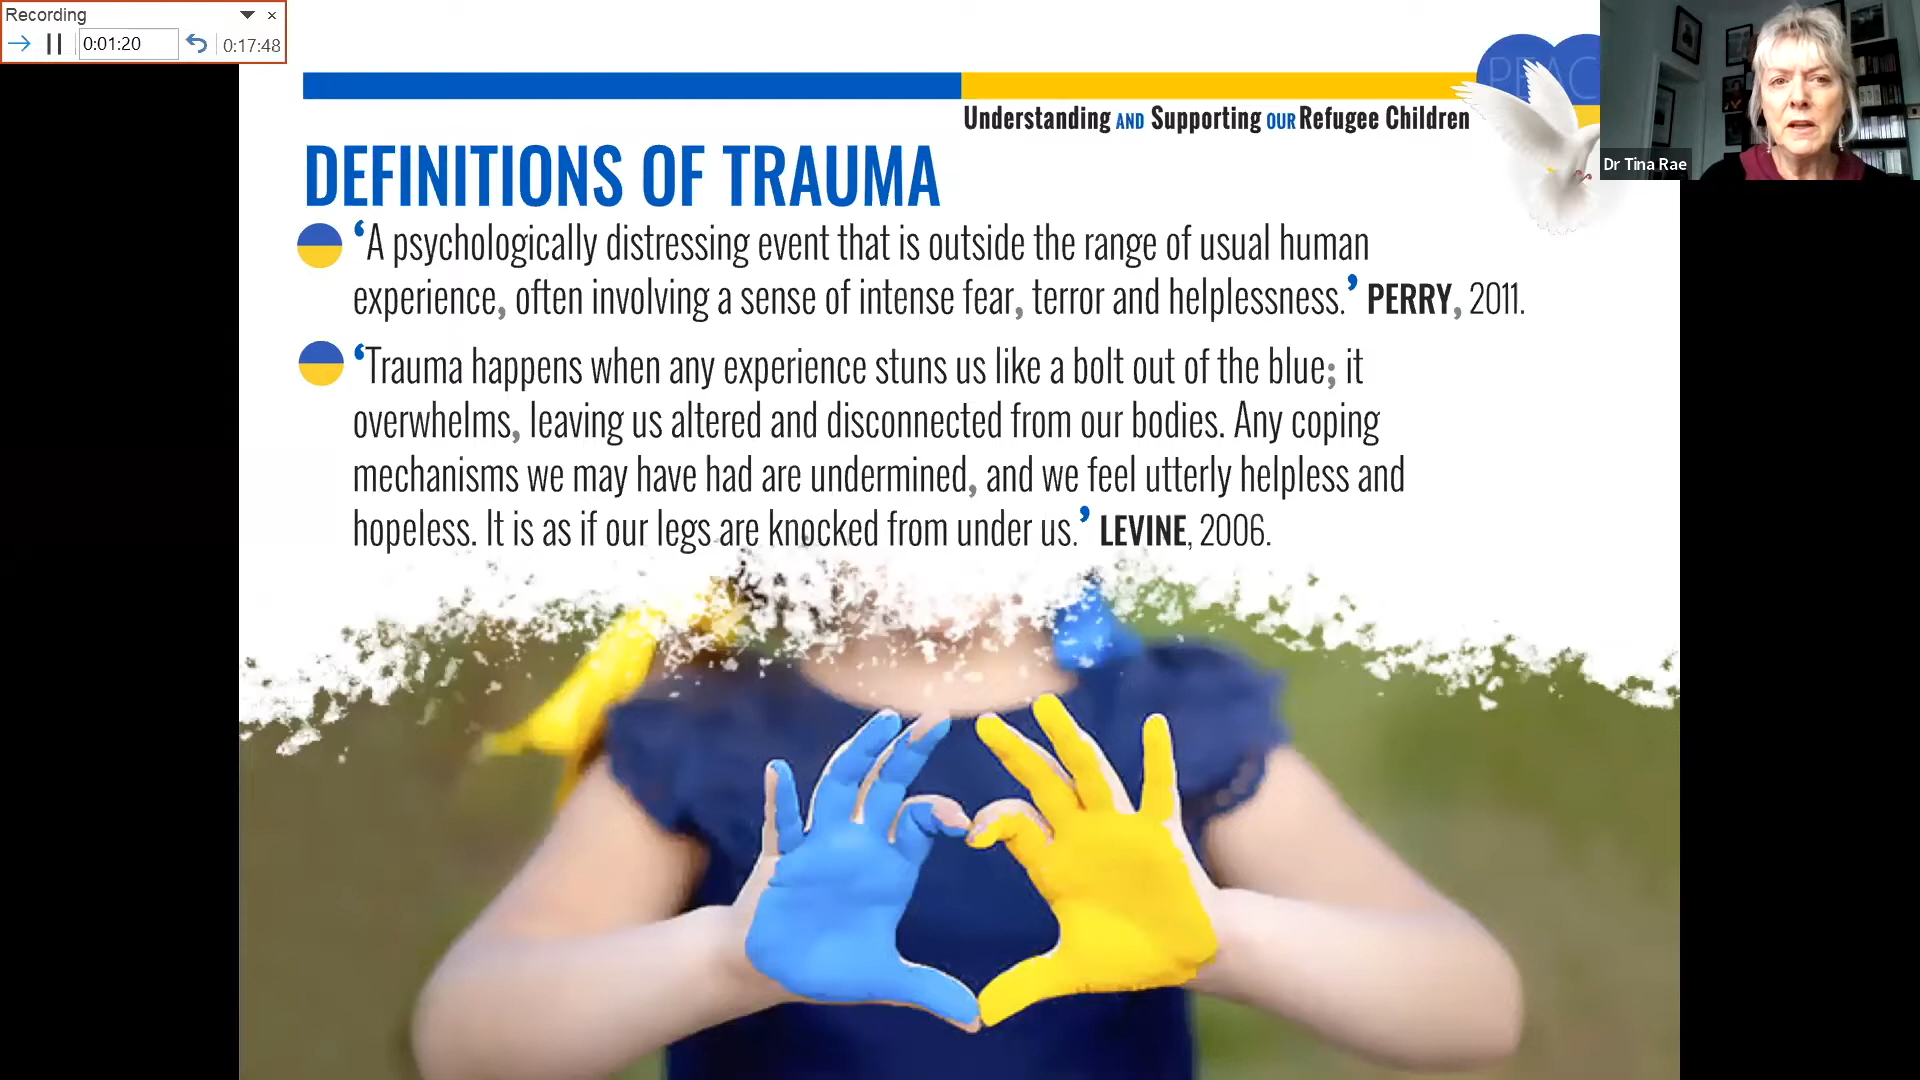 Recording
0:01:20
0:17:48
PEAC
Understanding AND Supporting OUR Refugee Children
Dr Tina Rae
DEFINITIONS OF TRAUMA
‘A psychologically distressing event that is outside the range of usual human
experience, often involving a sense of intense fear, terror and helplessness.’ PERRY, 2011.
‘Trauma happens when any experience stuns us like a bolt out of the blue; it
overwhelms, leaving us altered and disconnected from our bodies. Any coping
mechanisms we may have had are undermined, and we feel utterly helpless and
hopeless. It is as if our legs are knocked from under us.’ LEVINE, 2006.